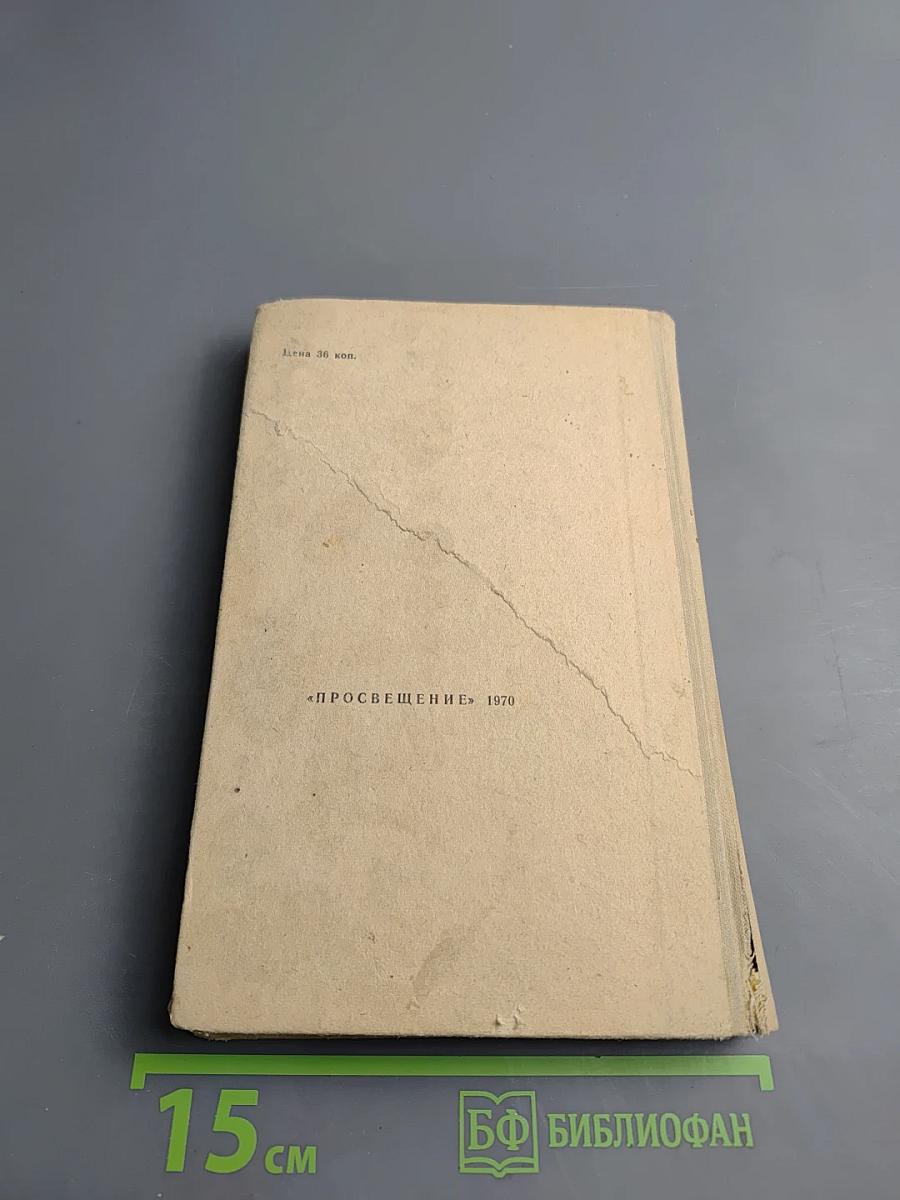 Цена 36 коп.
«ПРОСВЕЩЕНИЕ» 1970
15 см
БФ БИБЛИОФАН